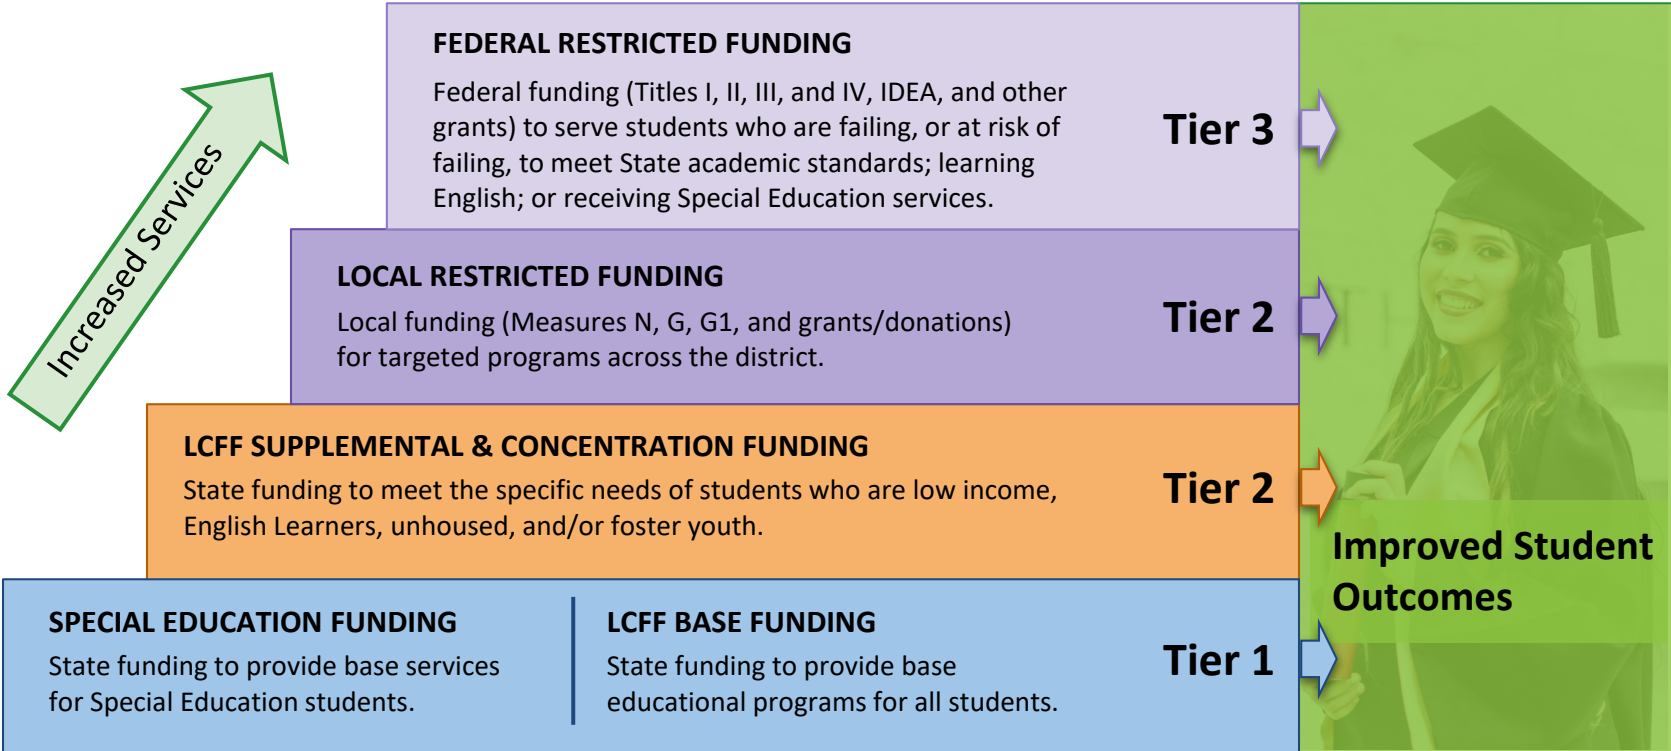 FEDERAL RESTRICTED FUNDING
Federal funding (Titles I, II, III, and IV, IDEA, and other
grants) to serve students who are failing, or at risk of
failing, to meet State academic standards; learning
English; or receiving Special Education services.
Tier 3
Increased Services
LOCAL RESTRICTED FUNDING
Local funding (Measures N, G, G1, and grants/donations)
for targeted programs across the district.
Tier 2
LCFF SUPPLEMENTAL & CONCENTRATION FUNDING
State funding to meet the specific needs of students who are low income,
English Learners, unhoused, and/or foster youth.
Tier 2
Improved Student
Outcomes
SPECIAL EDUCATION FUNDING
State funding to provide base services
for Special Education students.
LCFF BASE FUNDING
State funding to provide base
educational programs for all students.
Tier 1